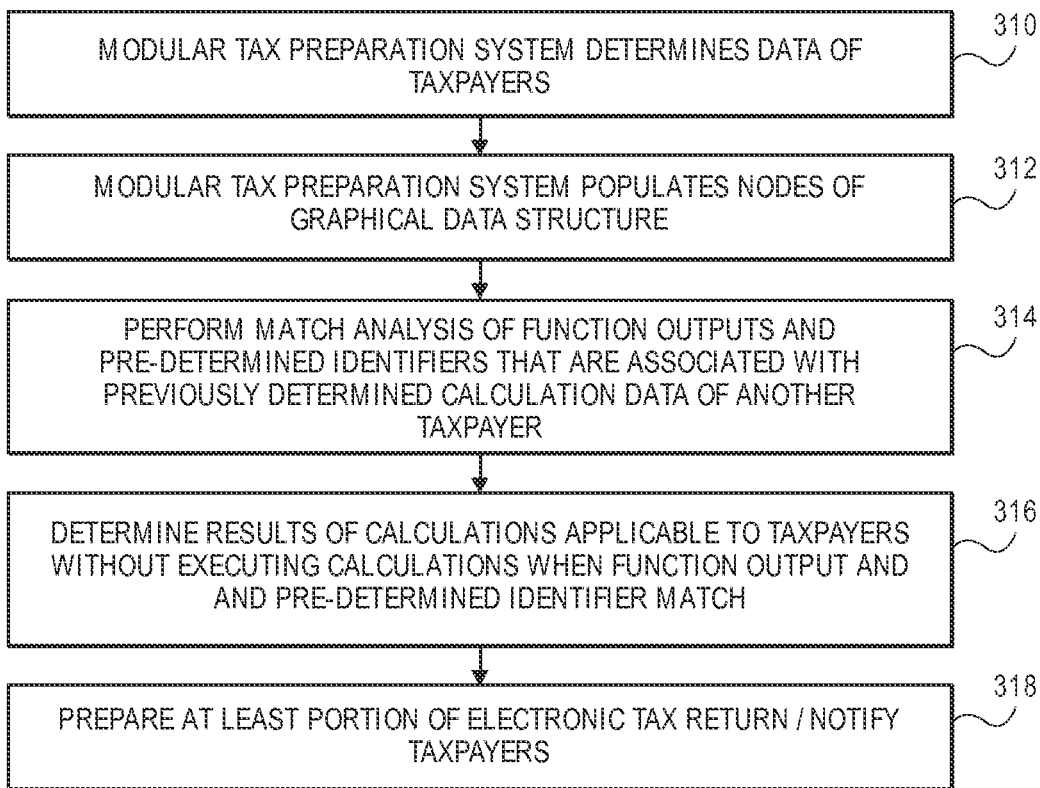 MODULAR TAX PREPARATION SYSTEM DETERMINES DATA OF
TAXPAYERS
310
MODULAR TAX PREPARATION SYSTEM POPULATES NODES OF
GRAPHICAL DATA STRUCTURE
312
PERFORM MATCH ANALYSIS OF FUNCTION OUTPUTS AND
PRE-DETERMINED IDENTIFIERS THAT ARE ASSOCIATED WITH
PREVIOUSLY DETERMINED CALCULATION DATA OF ANOTHER
TAXPAYER
314
DETERMINE RESULTS OF CALCULATIONS APPLICABLE TO TAXPAYERS
WITHOUT EXECUTING CALCULATIONS WHEN FUNCTION OUTPUT AND
AND PRE-DETERMINED IDENTIFIER MATCH
316
PREPARE AT LEAST PORTION OF ELECTRONIC TAX RETURN / NOTIFY
TAXPAYERS
318